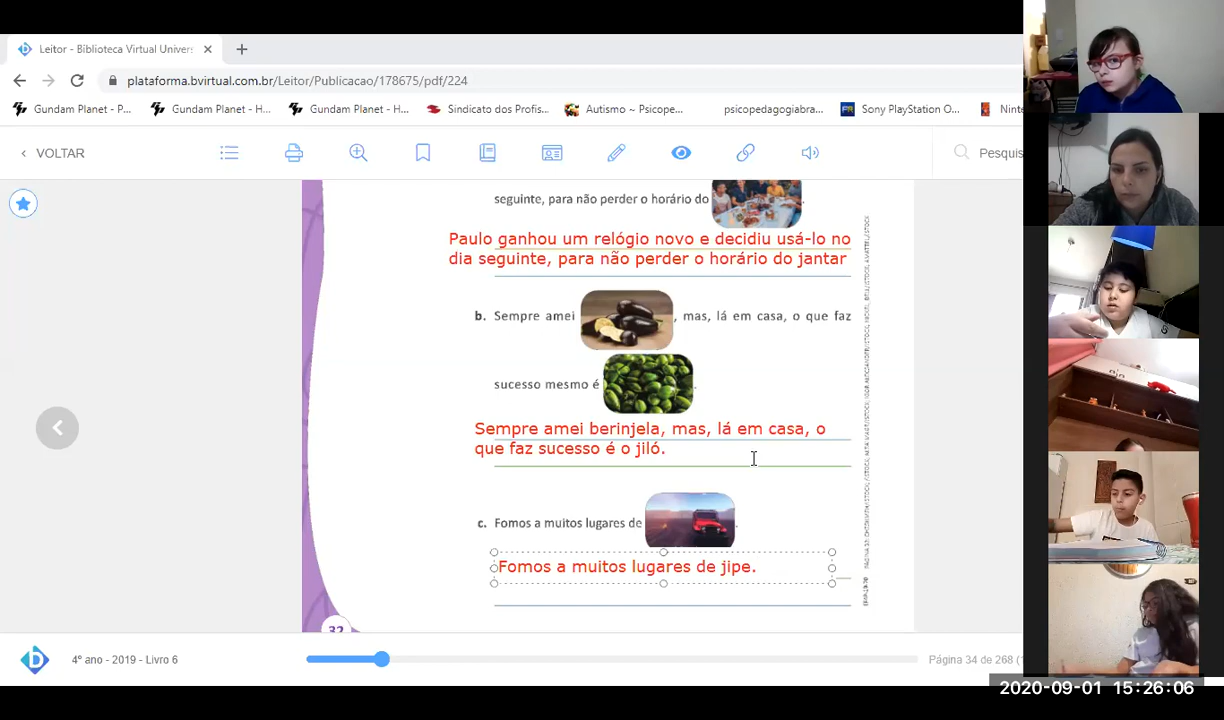 Leitor - Biblioteca Virtual Univers
plataforma.bvirtual.com.br/Leitor/Publicacao/178675/pdf/224
Gundam Planet - P...
Gundam Planet - H...
Gundam Planet - H...
Sindicato dos Profis...
Autismo ~ Psicope...
psicopedagogiabra...
Sony PlayStation O...
VOLTAR
seguinte, para não perder o horário do
Paulo ganhou um relógio novo e decidiu usá-lo no
dia seguinte, para não perder o horário do jantar
b. Sempre amei , mas, lá em casa, o que faz
sucesso mesmo é .
Sempre amei berinjela, mas, lá em casa, o
que faz sucesso é o jiló.
c. Fomos a muitos lugares de .
Fomos a muitos lugares de jipe.
32
4º ano - 2019 - Livro 6
Página 34 de 268
2020-09-01 15:26:06